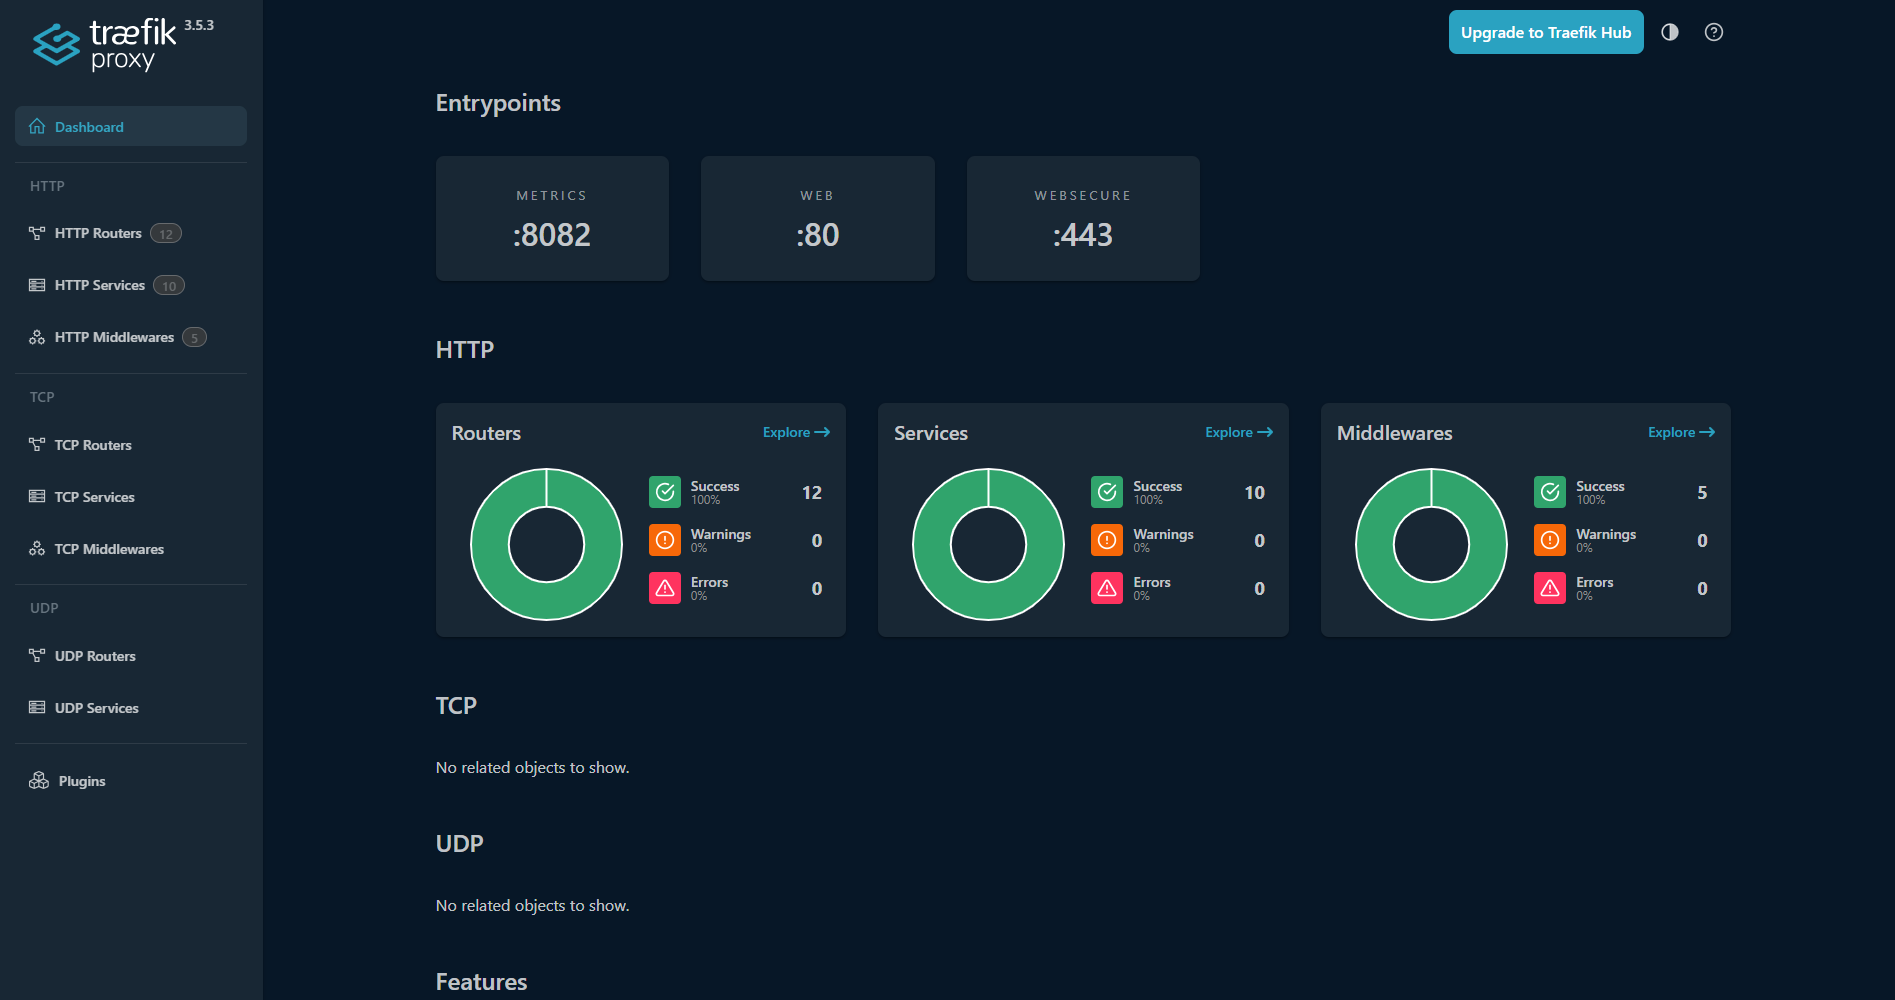 træfik 3.5.3
proxy
Upgrade to Traefik Hub
Dashboard
HTTP
HTTP Routers 12
HTTP Services 10
HTTP Middlewares 5
TCP
TCP Routers
TCP Services
TCP Middlewares
UDP
UDP Routers
UDP Services
Plugins
Entrypoints
METRICS
:8082
WEB
:80
WEBSECURE
:443
HTTP
Routers Explore
Success 12
100%
Warnings 0
0%
Errors 0
0%
Services Explore
Success 10
100%
Warnings 0
0%
Errors 0
0%
Middlewares Explore
Success 5
100%
Warnings 0
0%
Errors 0
0%
TCP
No related objects to show.
UDP
No related objects to show.
Features